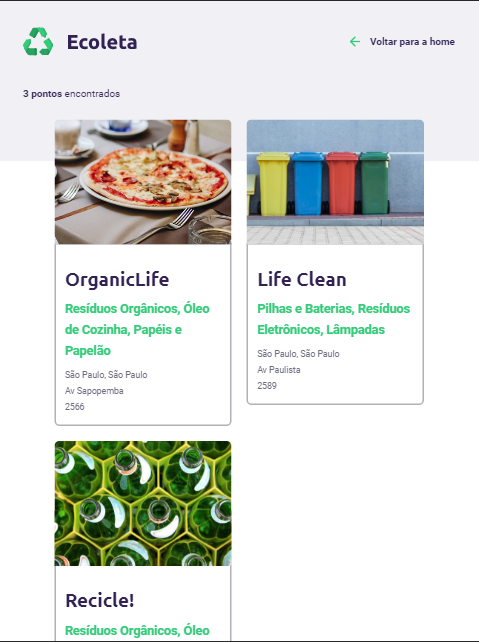 Ecoleta
Voltar para a home
3 pontos encontrados
OrganicLife
Resíduos Orgânicos, Óleo
de Cozinha, Papéis e
Papelão
São Paulo, São Paulo
Av Sapopemba
2566
Life Clean
Pilhas e Baterias, Resíduos
Eletrônicos, Lâmpadas
São Paulo, São Paulo
Av Paulista
2589
Recicle!
Resíduos Orgânicos, Óleo